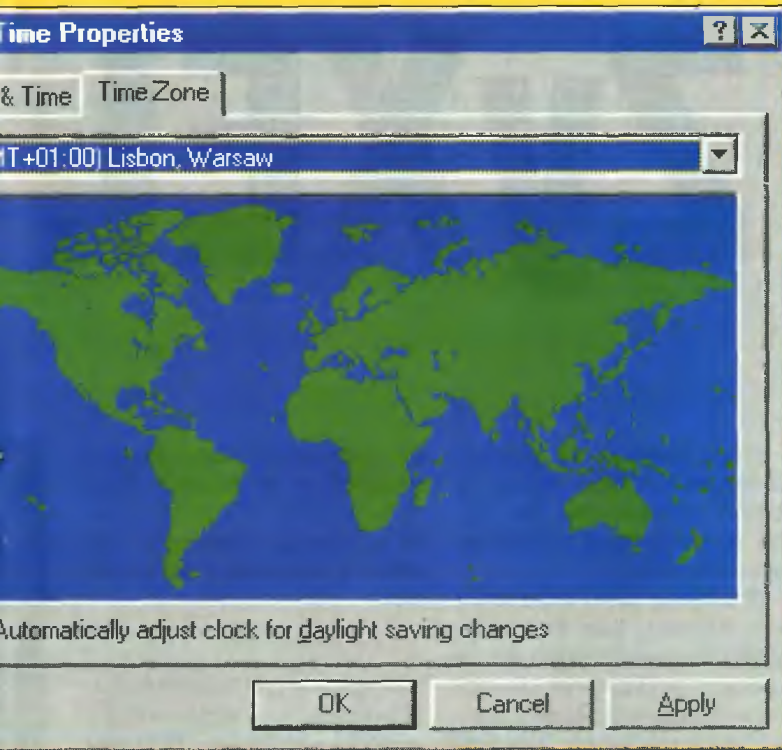 Time Properties
& Time Time Zone
MT+01:00) Lisbon, Warsaw
Automatically adjust clock for daylight saving changes
OK Cancel Apply